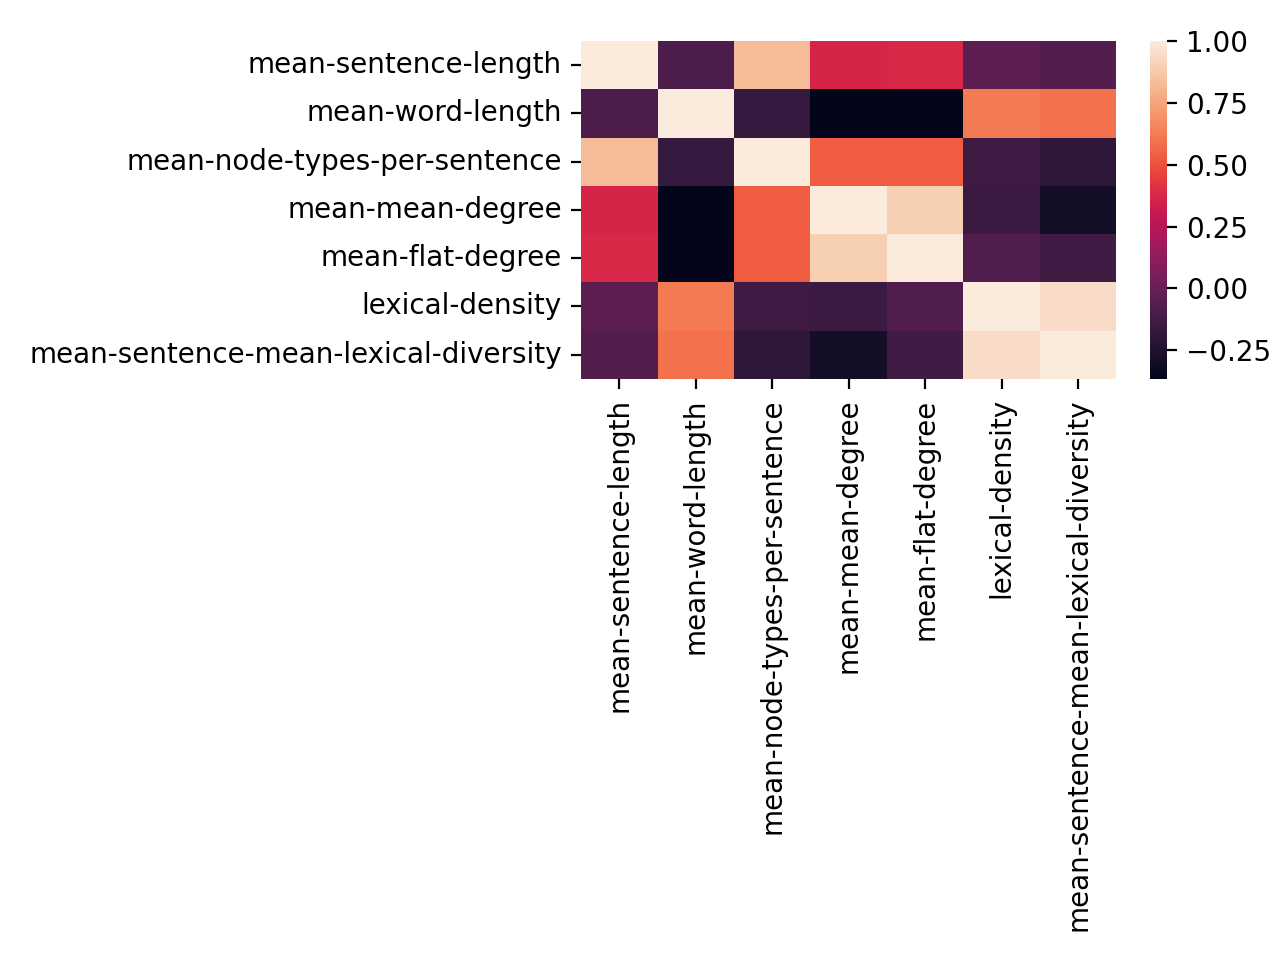 mean-sentence-length
mean-word-length
mean-node-types-per-sentence
mean-mean-degree
mean-flat-degree
lexical-density
mean-sentence-mean-lexical-diversity
mean-sentence-length
mean-word-length
mean-node-types-per-sentence
mean-mean-degree
mean-flat-degree
lexical-density
mean-sentence-mean-lexical-diversity
1.00
0.75
0.50
0.25
0.00
−0.25